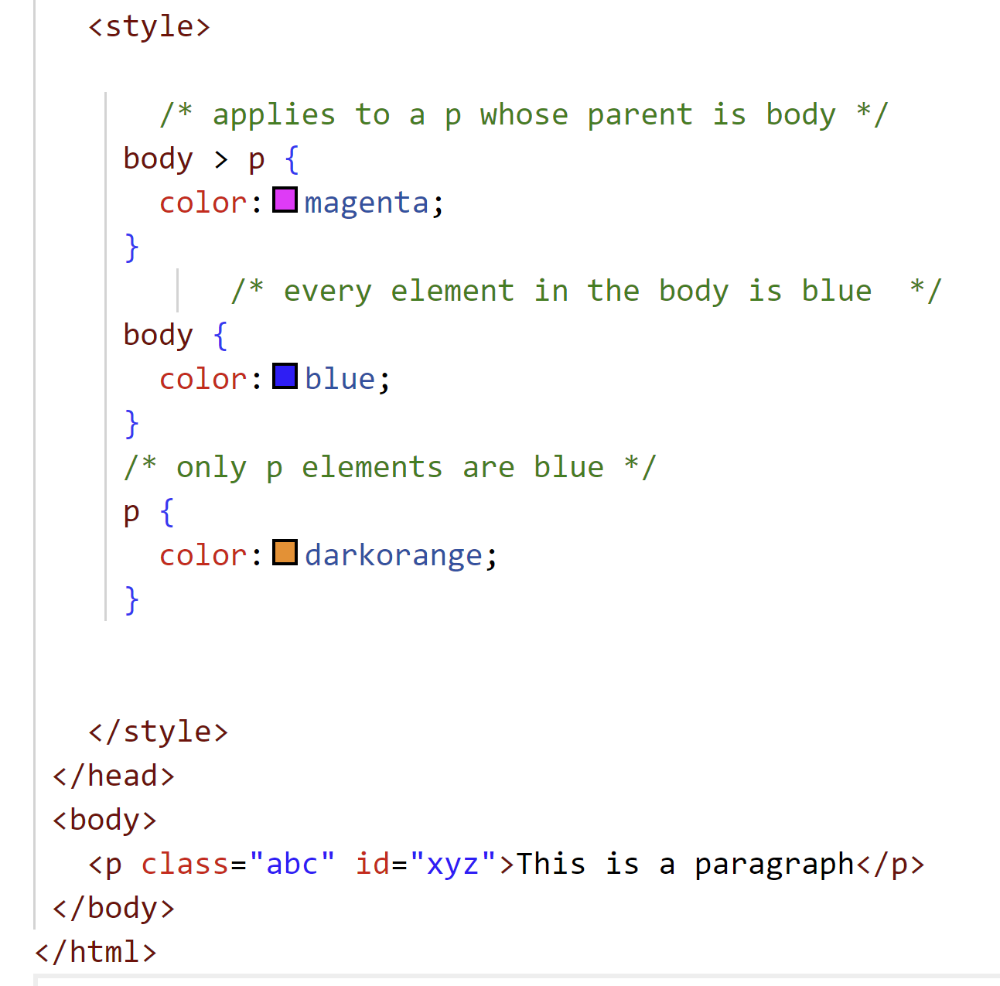 <style>
/* applies to a p whose parent is body */
body > p {
color: magenta;
}
/* every element in the body is blue  */
body {
color: blue;
}
/* only p elements are blue */
p {
color: darkorange;
}
</style>
</head>
<body>
<p class="abc" id="xyz">This is a paragraph</p>
</body>
</html>